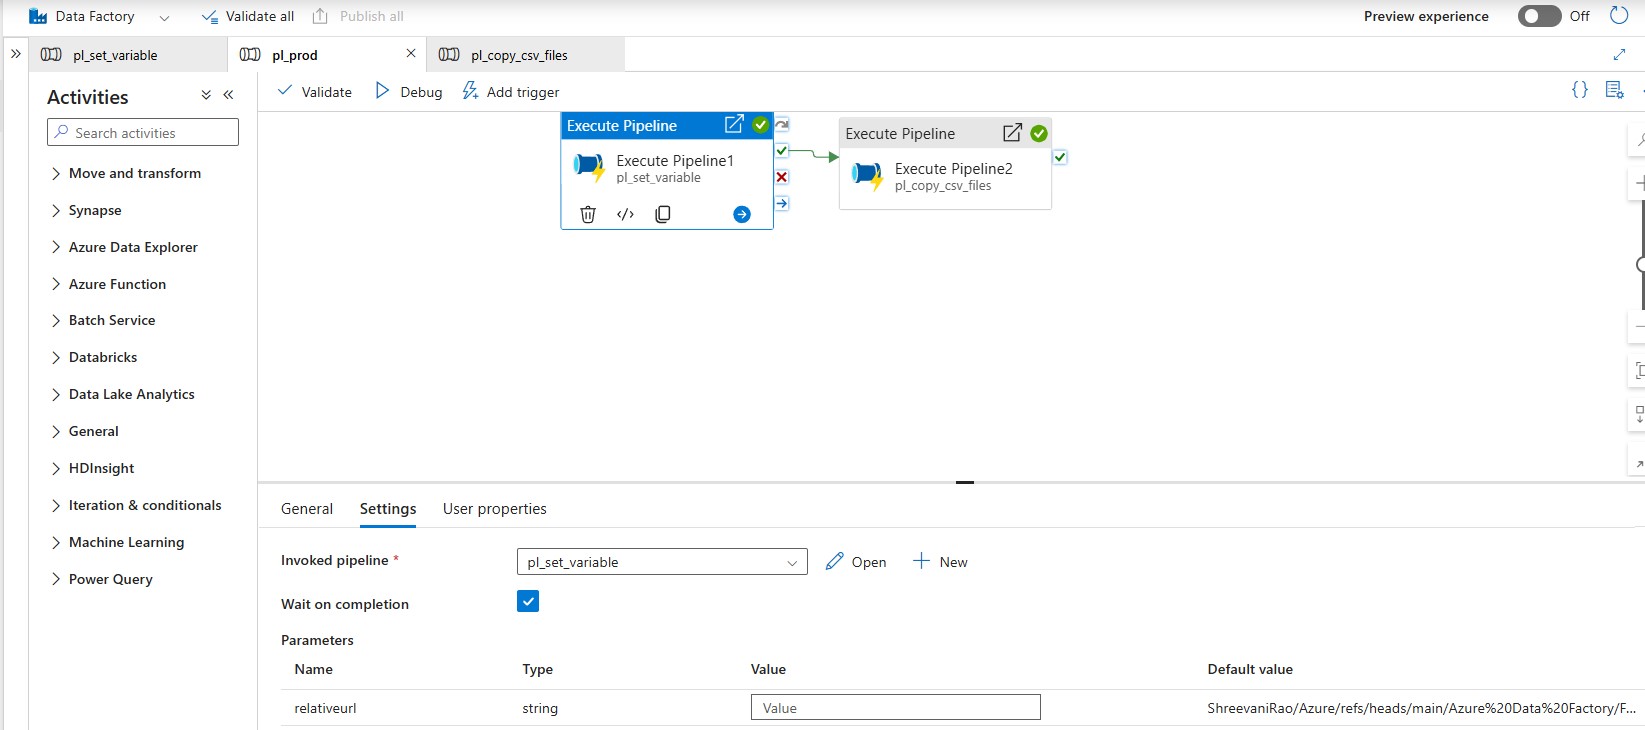 Data Factory
Validate all
Publish all
Preview experience
Off
pl_set_variable
pl_prod
pl_copy_csv_files
Activities
Search activities
Move and transform
Synapse
Azure Data Explorer
Azure Function
Batch Service
Databricks
Data Lake Analytics
General
HDInsight
Iteration & conditionals
Machine Learning
Power Query
Validate
Debug
Add trigger
{}
Execute Pipeline
Execute Pipeline1
pl_set_variable
</>
Execute Pipeline
Execute Pipeline2
pl_copy_csv_files
General
Settings
User properties
Invoked pipeline *
pl_set_variable
Open
New
Wait on completion
Parameters
Name
Type
Value
Default value
relativeurl
string
Value
ShreevaniRao/Azure/refs/heads/main/Azure%20Data%20Factory/F...